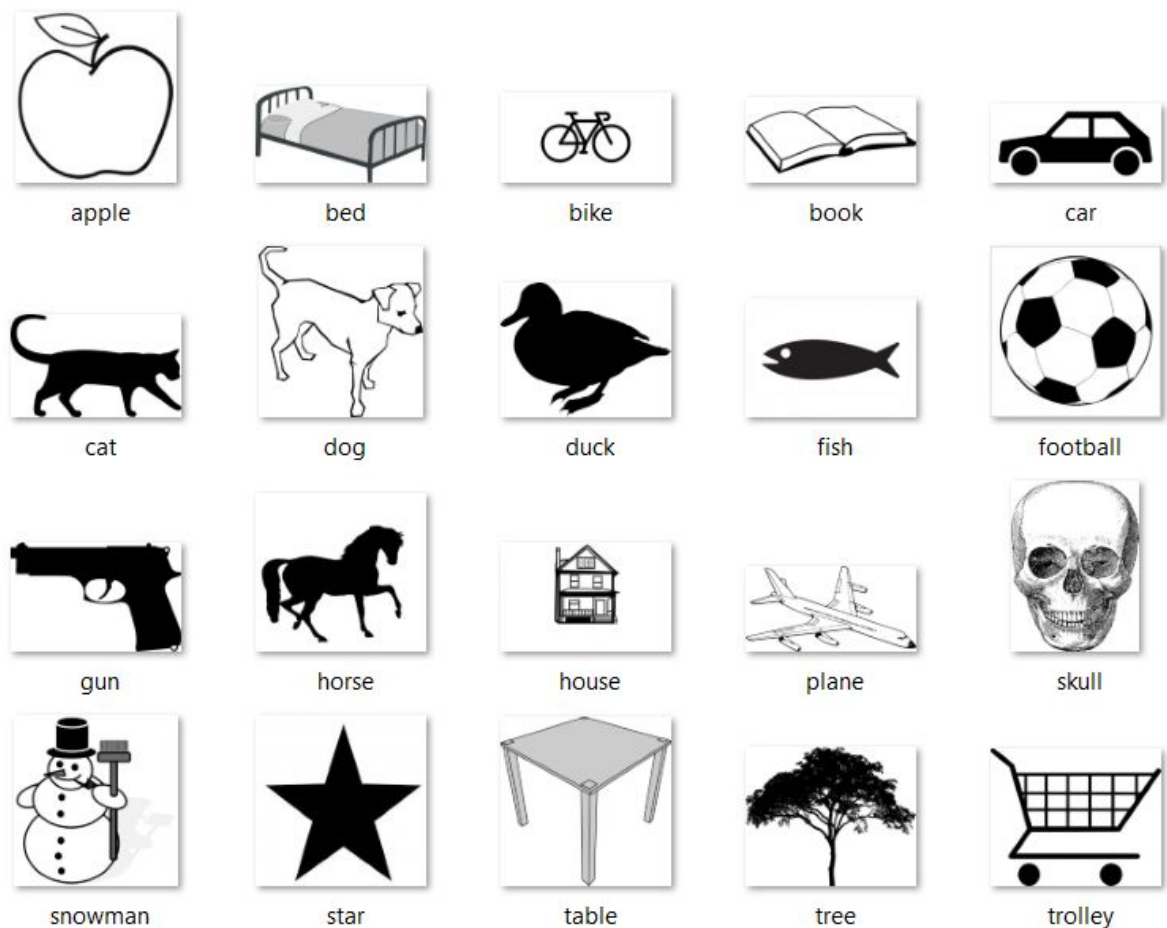 apple bed bike book car
cat dog duck fish football
gun horse house plane skull
snowman star table tree trolley